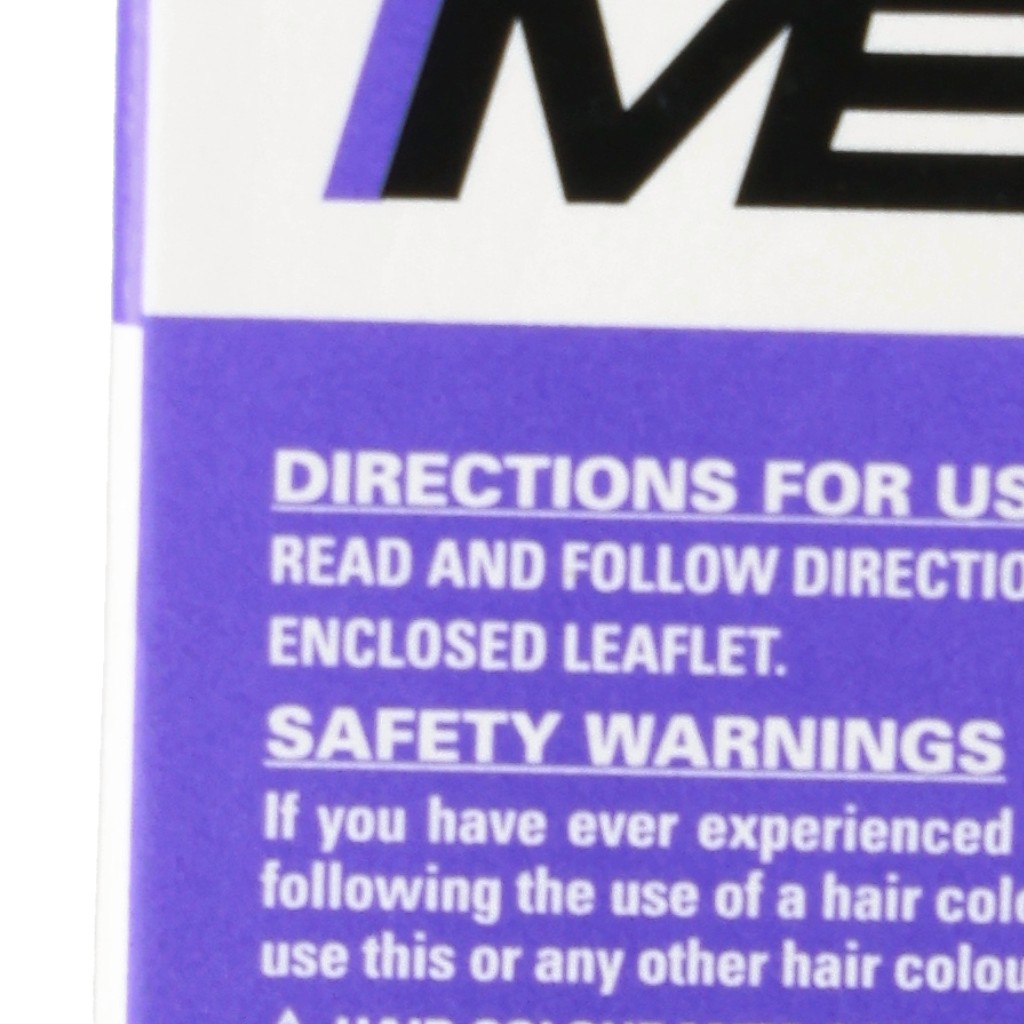 ME
DIRECTIONS FOR US
READ AND FOLLOW DIRECTIO
ENCLOSED LEAFLET.
SAFETY WARNINGS
If you have ever experienced
following the use of a hair colo
use this or any other hair colou